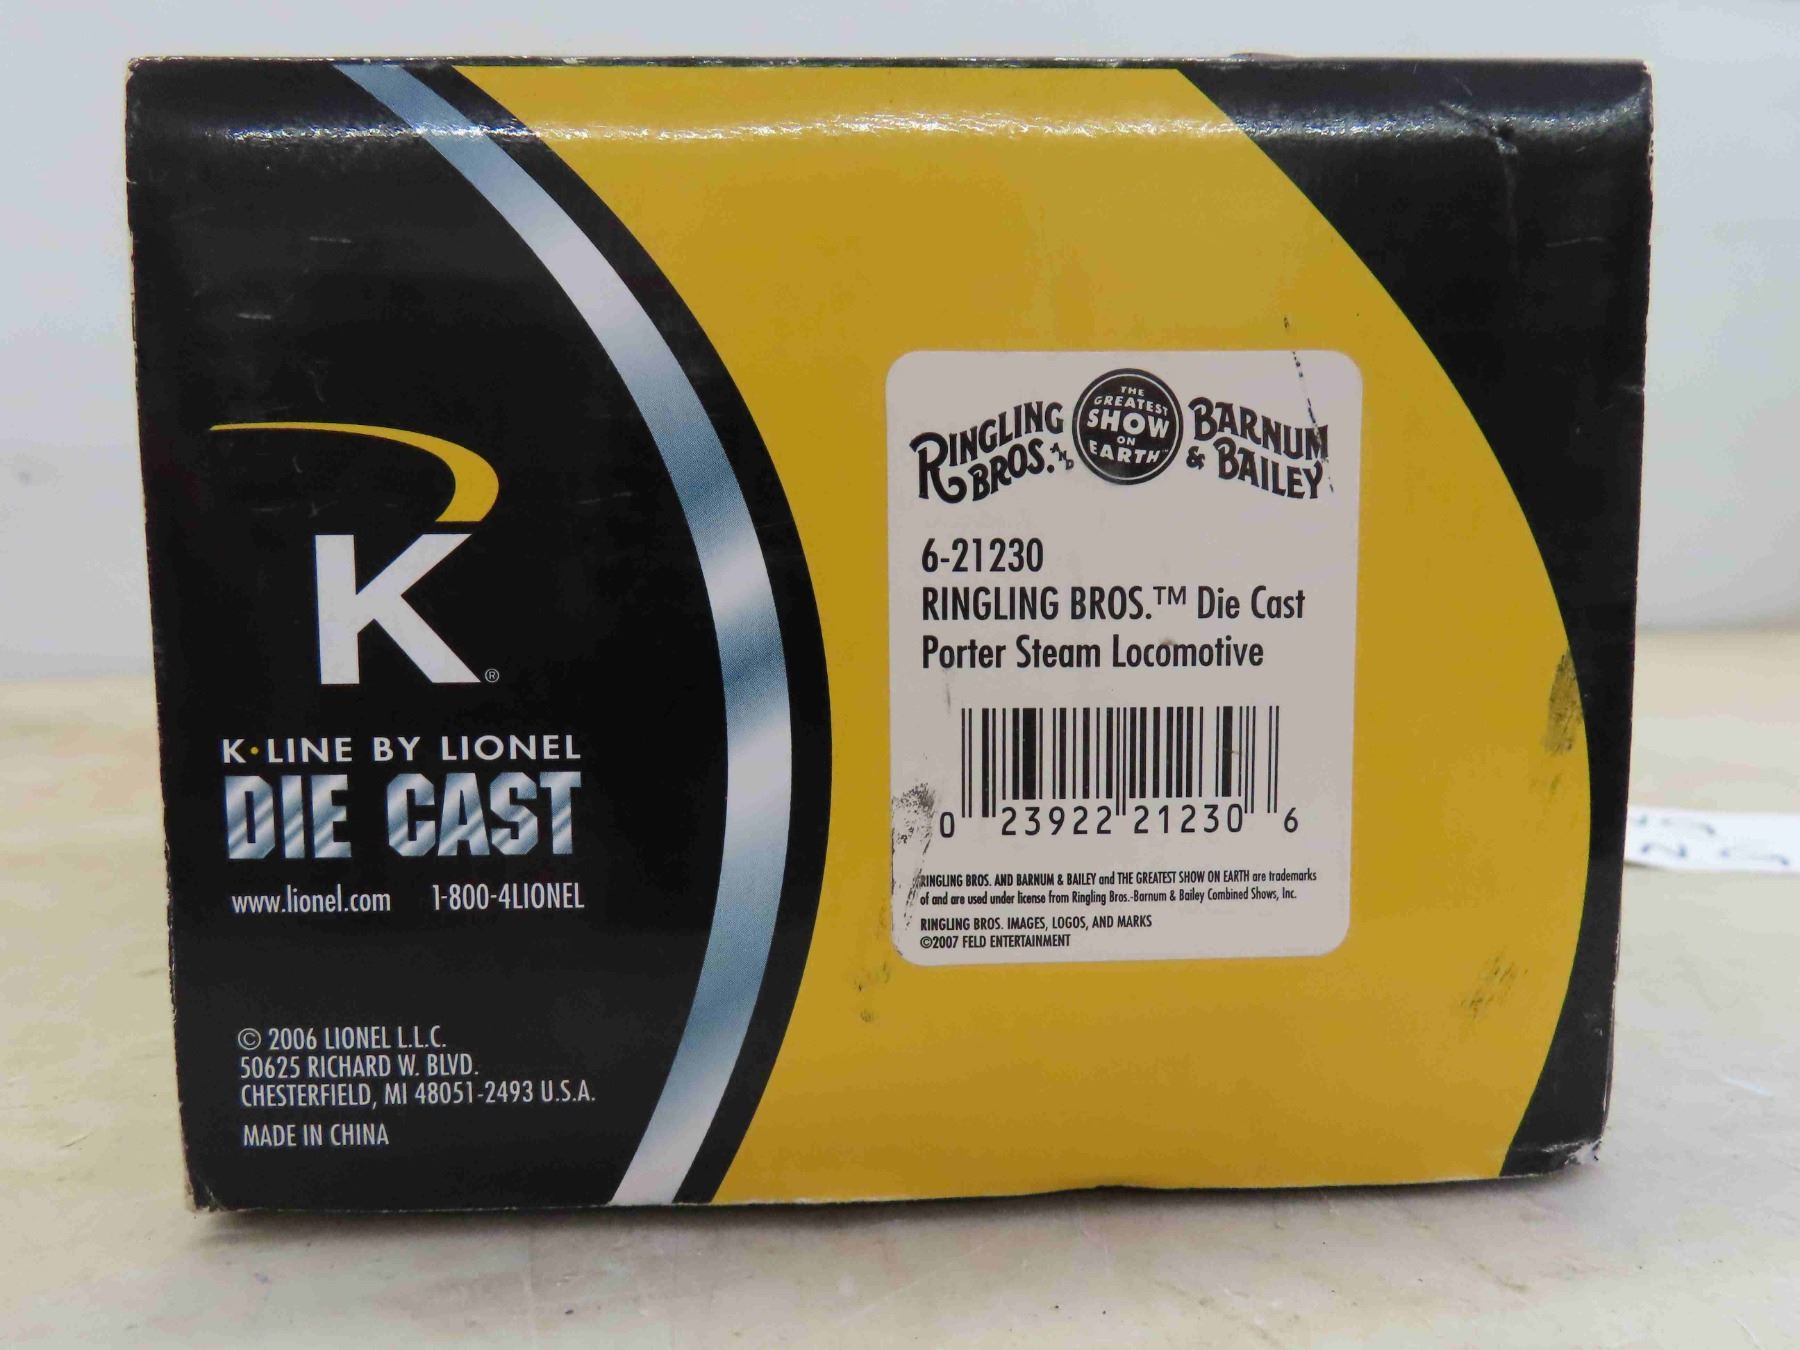 K®
K·LINE BY LIONEL
DIE CAST
www.lionel.com 1-800-4LIONEL
© 2006 LIONEL L.L.C.
50625 RICHARD W. BLVD.
CHESTERFIELD, MI 48051-2493 U.S.A.
MADE IN CHINA
RINGLING BROS. AND
THE GREATEST SHOW ON EARTH™
BARNUM & BAILEY
6-21230
RINGLING BROS.™ Die Cast
Porter Steam Locomotive
0 23922 21230 6
RINGLING BROS. AND BARNUM & BAILEY and THE GREATEST SHOW ON EARTH are trademarks
of and are used under license from Ringling Bros.-Barnum & Bailey Combined Shows, Inc.
RINGLING BROS. IMAGES, LOGOS, AND MARKS
©2007 FELD ENTERTAINMENT